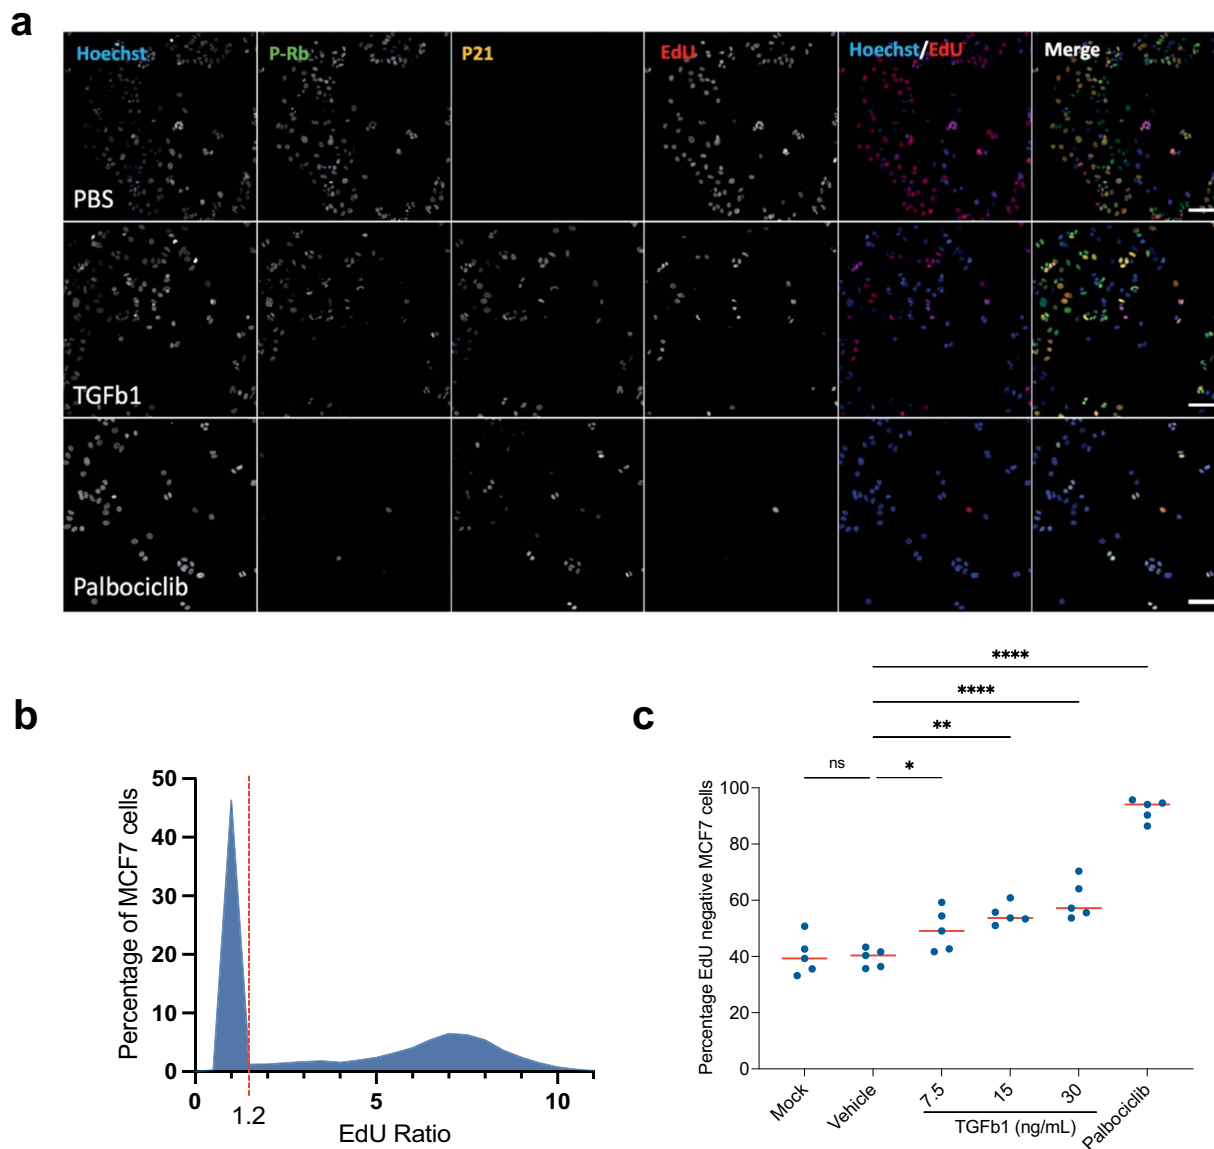 a
Hoechst P-Rb P21 EdU Hoechst/EdU Merge
PBS
TGFb1
Palbociclib
b
Percentage of MCF7 cells
50
40
30
20
10
0
0 5 10
1.2
EdU Ratio
c
****
****
**
ns *
Percentage EdU negative MCF7 cells
100
80
60
40
20
0
Mock Vehicle 7.5 15 30 Palbociclib
TGFb1 (ng/mL)